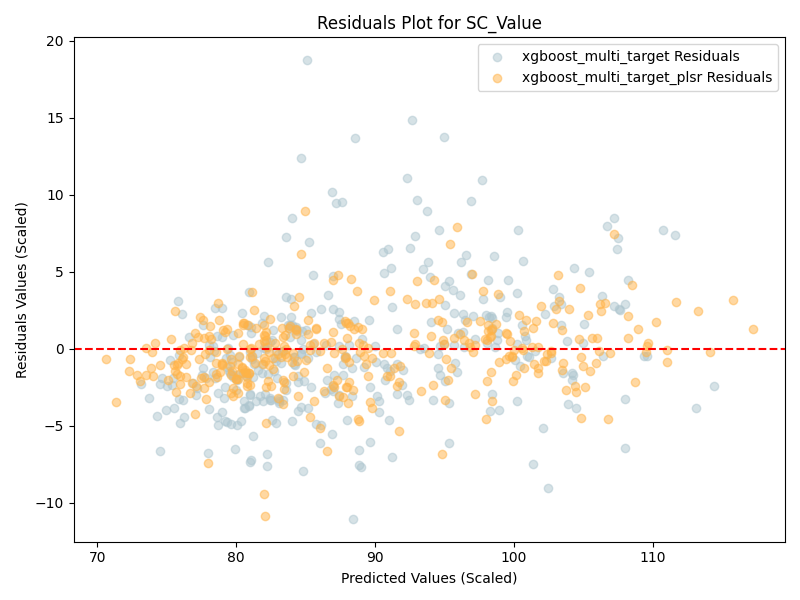 Residuals Plot for SC_Value
xgboost_multi_target Residuals
xgboost_multi_target_plsr Residuals
Residuals Values (Scaled)
20
15
10
5
0
−5
−10
70 80 90 100 110
Predicted Values (Scaled)